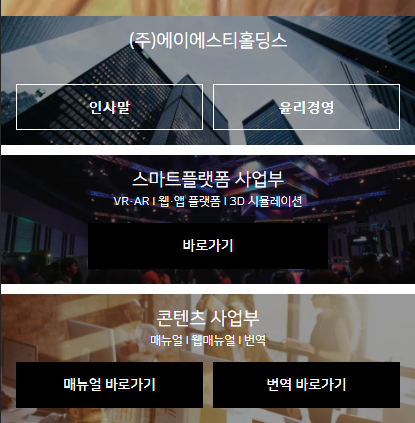 (주)에이에스티홀딩스
인사말 윤리경영
스마트플랫폼 사업부
VR·AR I 웹·앱 플랫폼 I 3D 시뮬레이션
바로가기
콘텐츠 사업부
매뉴얼 I 웹매뉴얼 I 번역
매뉴얼 바로가기 번역 바로가기